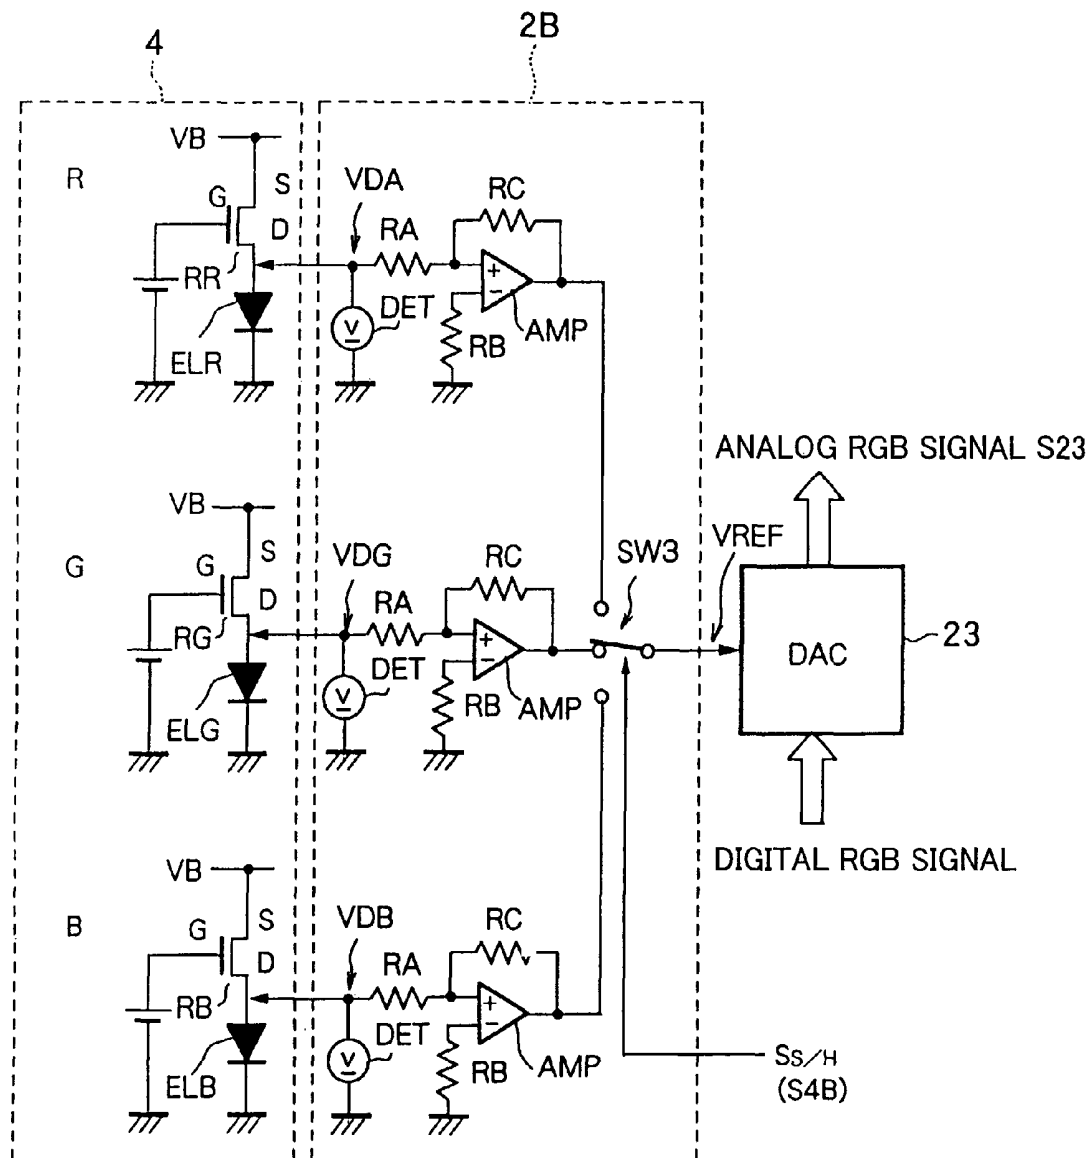 4
2B
VB
R
G
S
D
RR
ELR
VDA
RA
RC
DET
+
−
RB
AMP
ANALOG RGB SIGNAL S23
VB
G
G
S
D
RG
ELG
VDG
RA
RC
DET
+
−
RB
AMP
SW3
VREF
DAC
23
DIGITAL RGB SIGNAL
VB
B
G
S
D
RB
ELB
VDB
RA
RC
DET
+
−
RB
AMP
SS/H
(S4B)
V
V
V